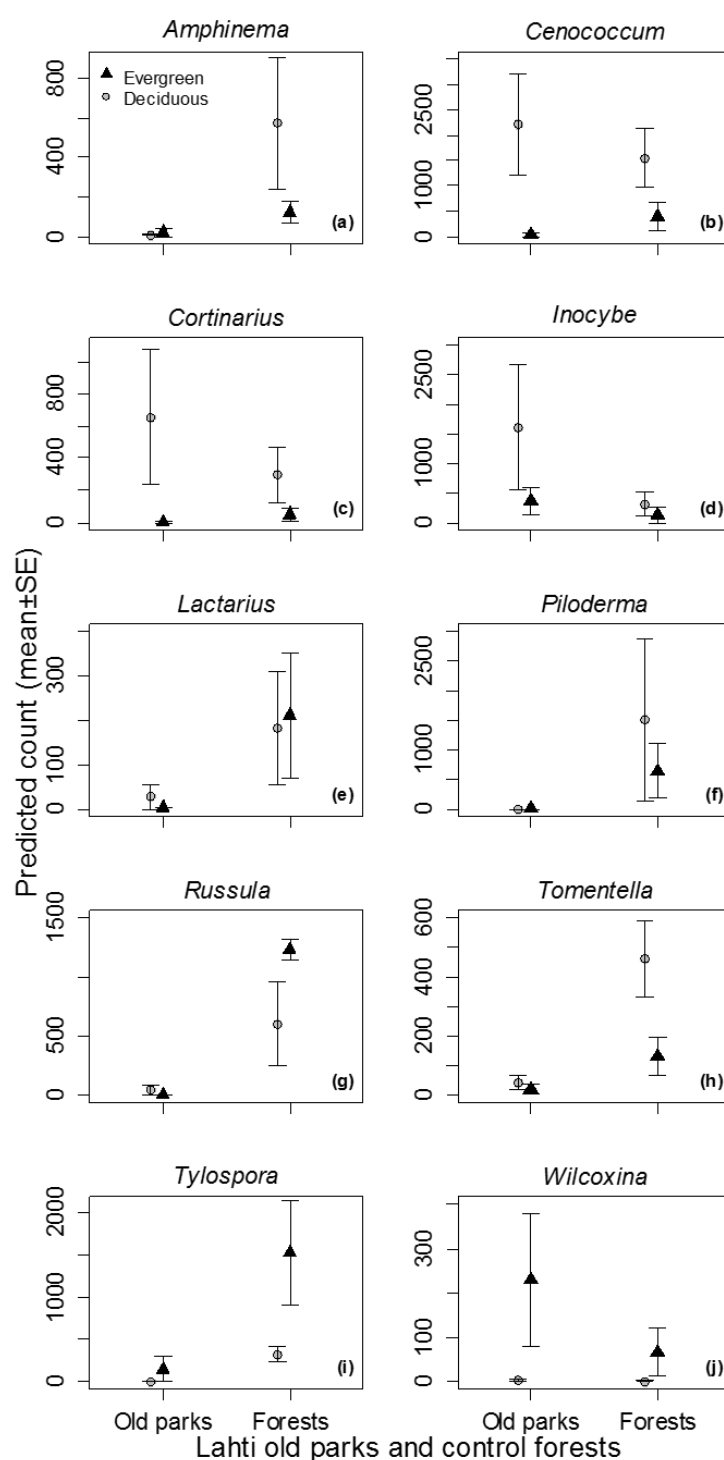 Amphinema
Cenococcum
800
400
0
▲ Evergreen
Deciduous
(a)
2500
1000
0
(b)
Cortinarius
Inocybe
800
400
0
(c)
2500
1000
0
(d)
Lactarius
Piloderma
300
100
0
(e)
2500
1000
0
(f)
Predicted count (mean±SE)
Russula
Tomentella
1500
500
0
(g)
600
400
200
0
(h)
Tylospora
Wilcoxina
2000
1000
0
(i)
300
100
0
(j)
Old parks Forests
Old parks Forests
Lahti old parks and control forests